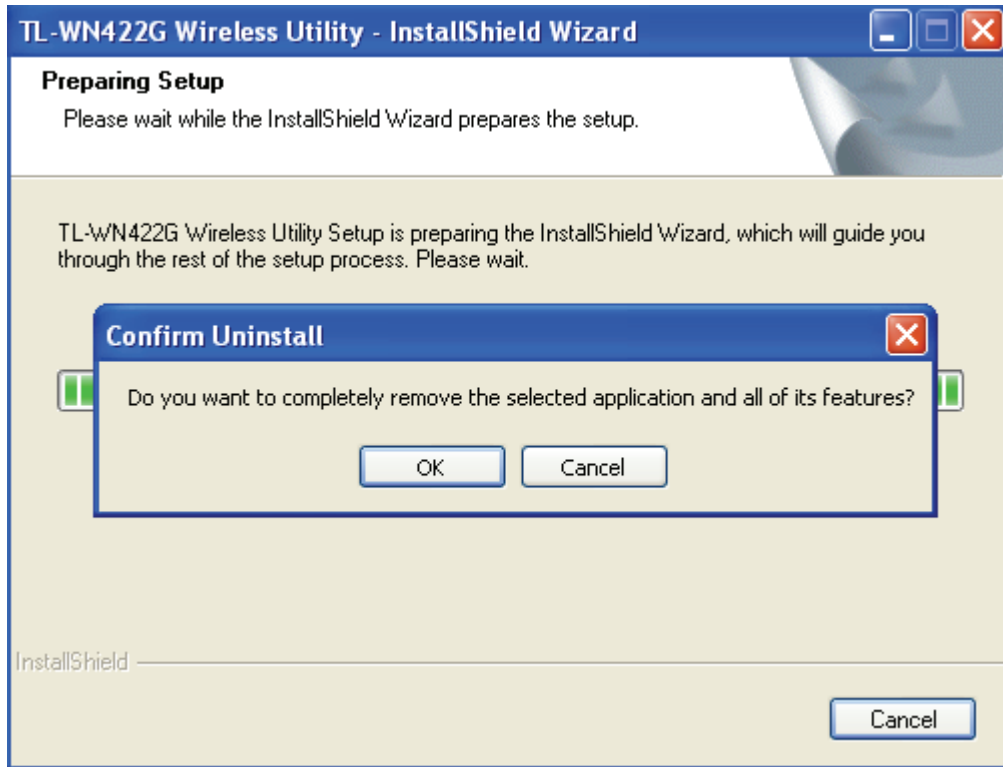 TL-WN422G Wireless Utility - InstallShield Wizard
Preparing Setup
Please wait while the InstallShield Wizard prepares the setup.
TL-WN422G Wireless Utility Setup is preparing the InstallShield Wizard, which will guide you
through the rest of the setup process. Please wait.
Confirm Uninstall
Do you want to completely remove the selected application and all of its features?
OK
Cancel
InstallShield
Cancel